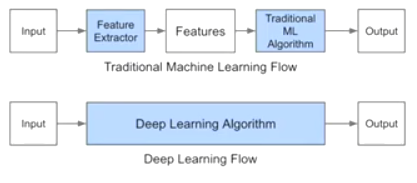 Input
Feature
Extractor
Features
Traditional
ML
Algorithm
Output
Traditional Machine Learning Flow
Input
Deep Learning Algorithm
Output
Deep Learning Flow